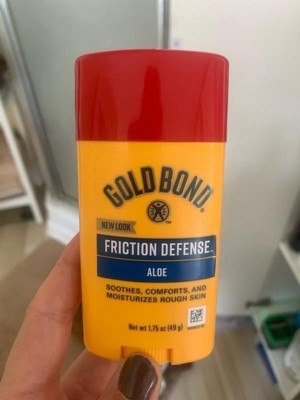 GOLD BOND
NEW LOOK
FRICTION DEFENSE
ALOE
SOOTHES, COMFORTS, AND
MOISTURIZES ROUGH SKIN
Net wt 1.75 oz (49 g)